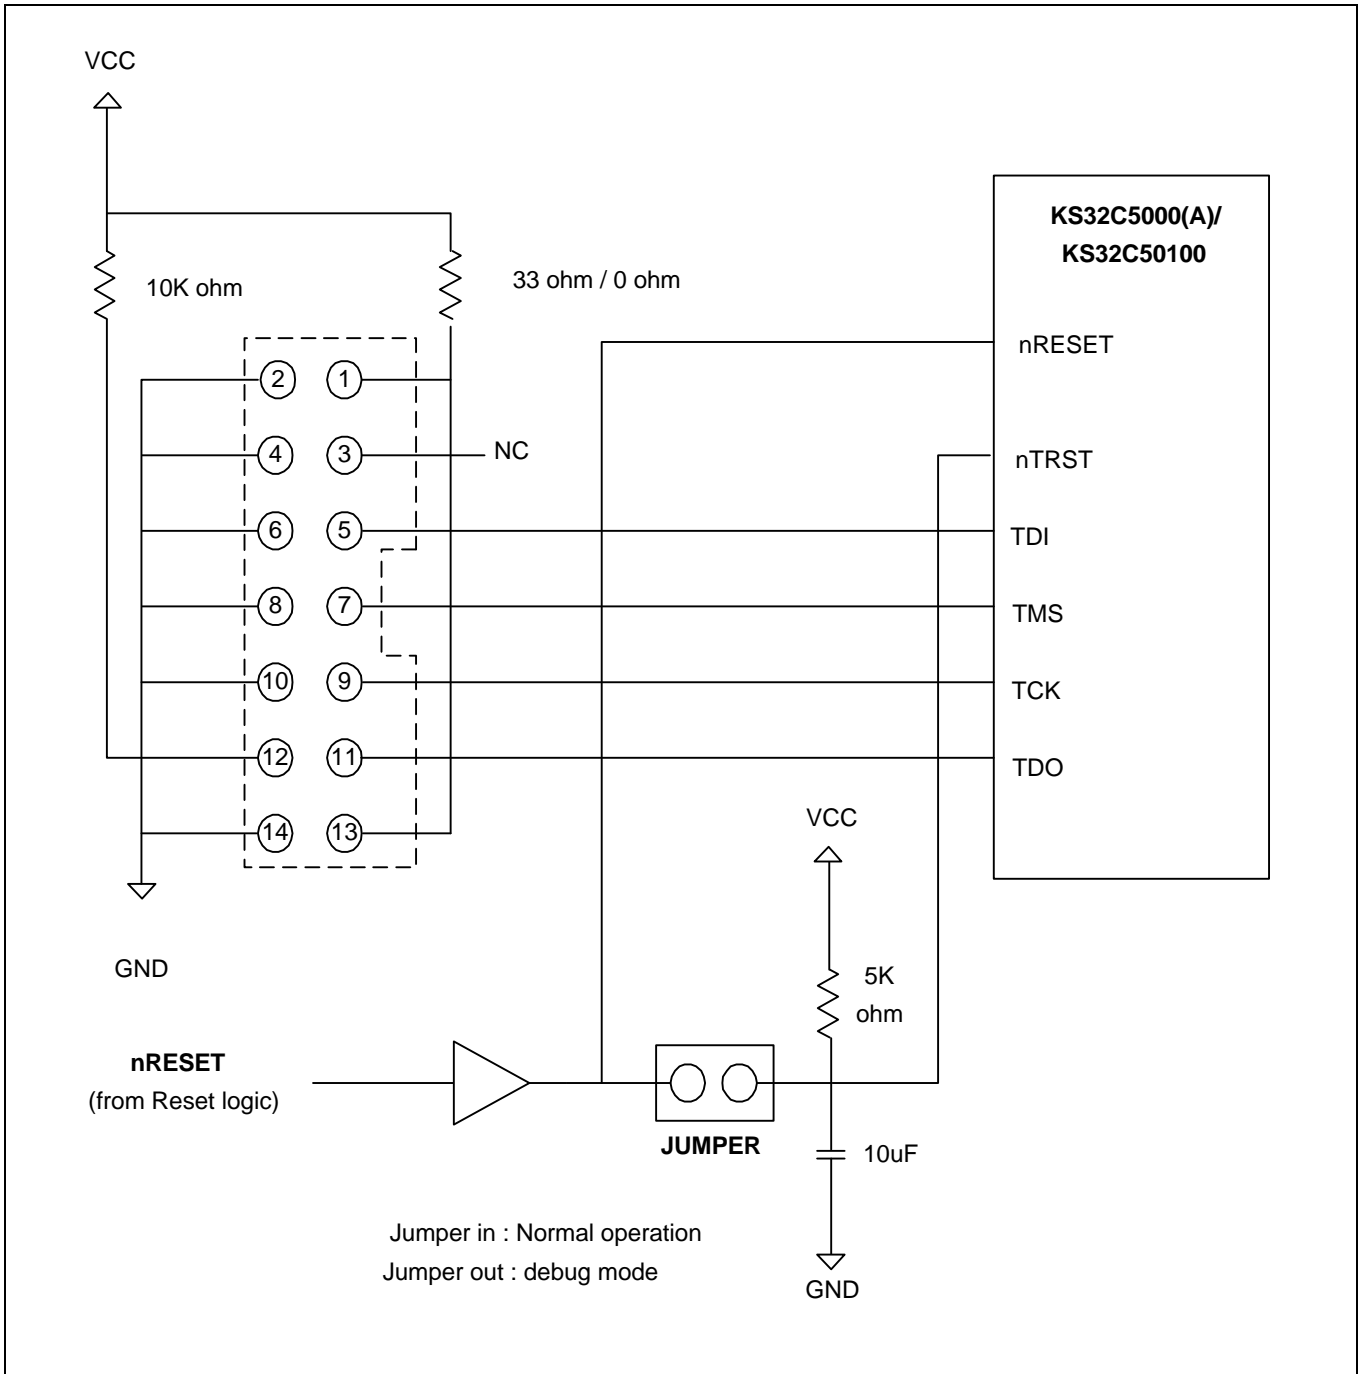 VCC
KS32C5000(A)/
KS32C50100
10K ohm
33 ohm / 0 ohm
nRESET
2 1
4 3 NC
nTRST
6 5
TDI
8 7
TMS
10 9
TCK
12 11
TDO
14 13
VCC
GND
5K
ohm
nRESET
(from Reset logic)
JUMPER
10uF
Jumper in : Normal operation
Jumper out : debug mode
GND